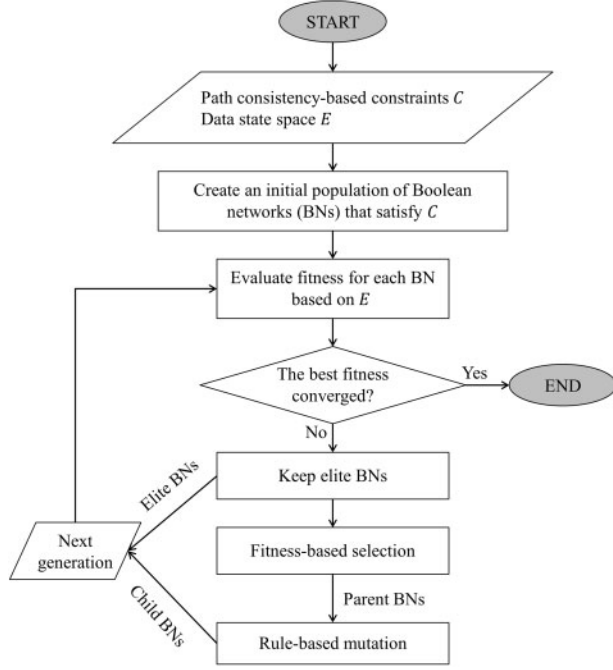 START
Path consistency-based constraints C
Data state space E
Create an initial population of Boolean
networks (BNs) that satisfy C
Evaluate fitness for each BN
based on E
The best fitness
converged?
Yes
END
No
Keep elite BNs
Elite BNs
Next
generation
Fitness-based selection
Parent BNs
Child BNs
Rule-based mutation